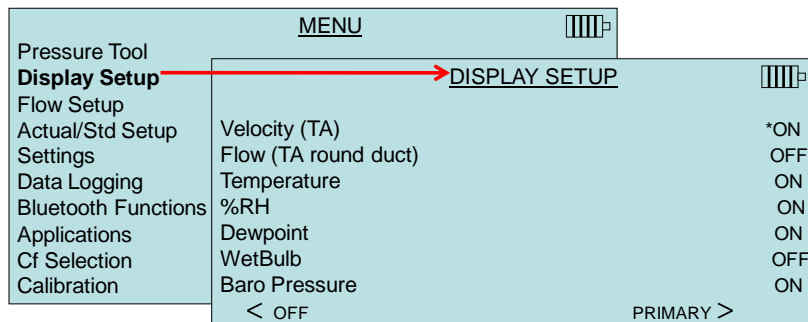 MENU
Pressure Tool
Display Setup
Flow Setup
Actual/Std Setup
Settings
Data Logging
Bluetooth Functions
Applications
Cf Selection
Calibration
DISPLAY SETUP
Velocity (TA) *ON
Flow (TA round duct) OFF
Temperature ON
%RH ON
Dewpoint ON
WetBulb OFF
Baro Pressure ON
< OFF PRIMARY >